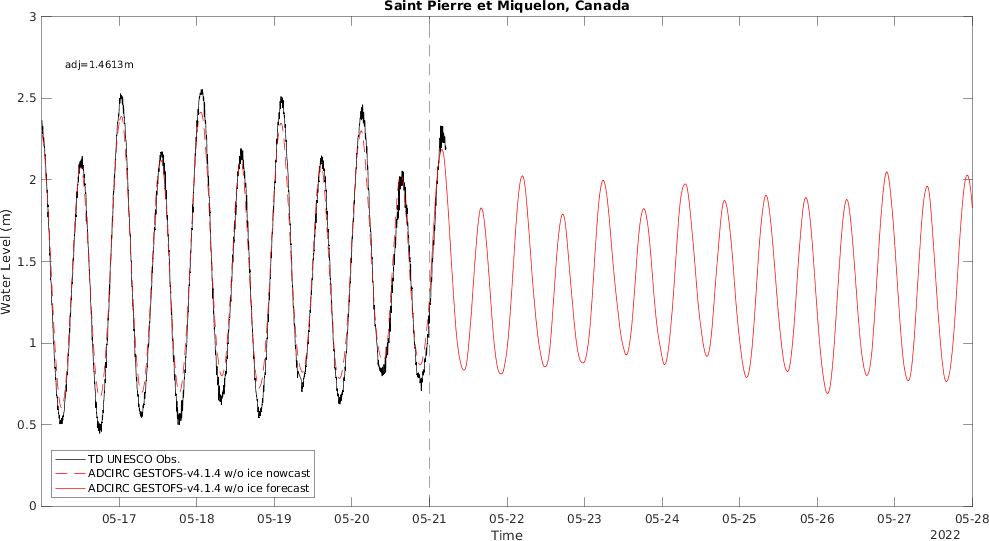 Saint Pierre et Miquelon, Canada
3
adj=1.4613m
2.5
2
Water Level (m)
1.5
1
0.5
0
TD UNESCO Obs.
ADCIRC GESTOFS-v4.1.4 w/o ice nowcast
ADCIRC GESTOFS-v4.1.4 w/o ice forecast
05-17 05-18 05-19 05-20 05-21 05-22 05-23 05-24 05-25 05-26 05-27 05-28
Time
2022